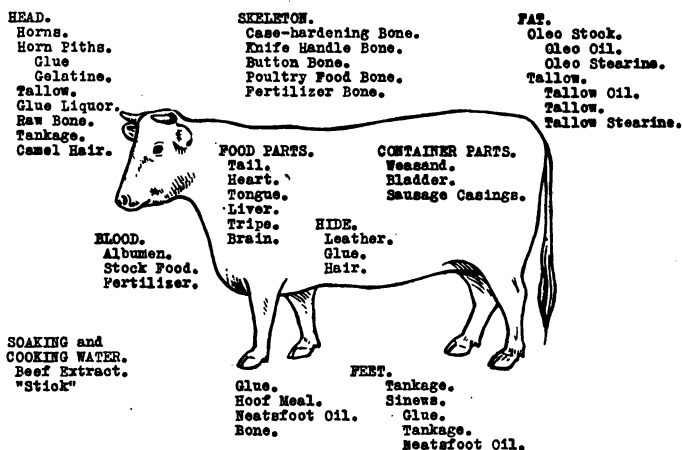 HEAD.
Horns.
Horn Piths.
Glue
Gelatine.
Tallow.
Glue Liquor.
Raw Bone.
Tankage.
Camel Hair.
SKELETON.
Case-hardening Bone.
Knife Handle Bone.
Button Bone.
Poultry Food Bone.
Fertilizer Bone.
FAT.
Oleo Stock.
Oleo Oil.
Oleo Stearine.
Tallow.
Tallow Oil.
Tallow.
Tallow Stearine.
FOOD PARTS.
Tail.
Heart.
Tongue.
Liver.
Tripe.
Brain.
CONTAINER PARTS.
Weasand.
Bladder.
Sausage Casings.
HIDE.
Leather.
Glue.
Hair.
BLOOD.
Albumen.
Stock Food.
Fertilizer.
SOAKING and
COOKING WATER.
Beef Extract.
"Stick"
FEET.
Glue.
Hoof Meal.
Neatsfoot Oil.
Bone.
Tankage.
Sinews.
Glue.
Tankage.
Neatsfoot Oil.